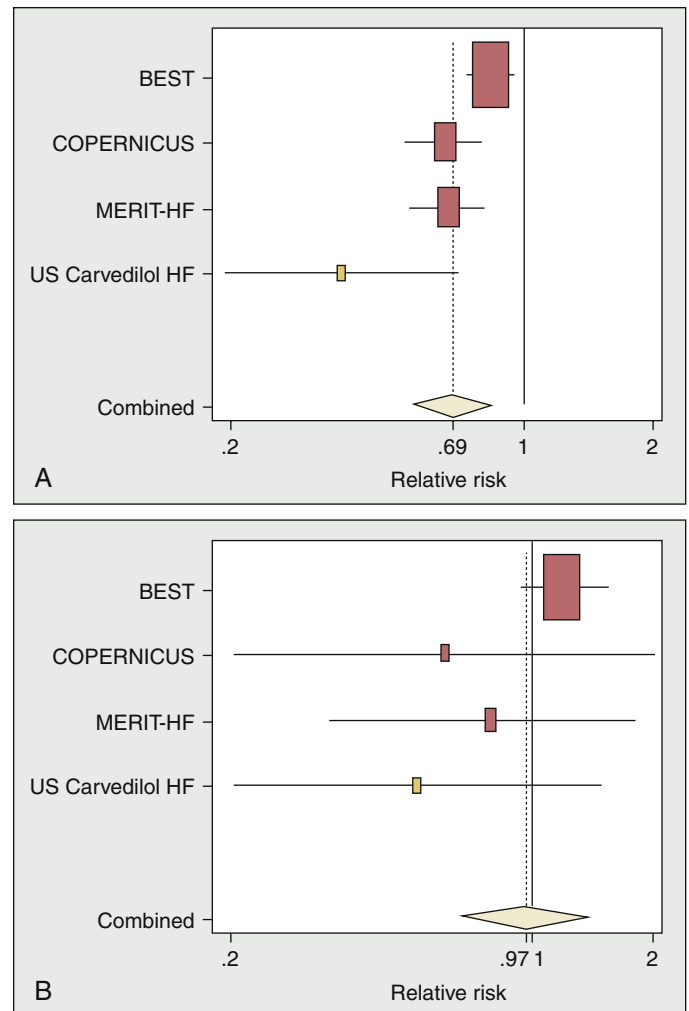 BEST
COPERNICUS
MERIT-HF
US Carvedilol HF
Combined
.2 .69 1 2
A Relative risk
BEST
COPERNICUS
MERIT-HF
US Carvedilol HF
Combined
.2 .97 1 2
B Relative risk